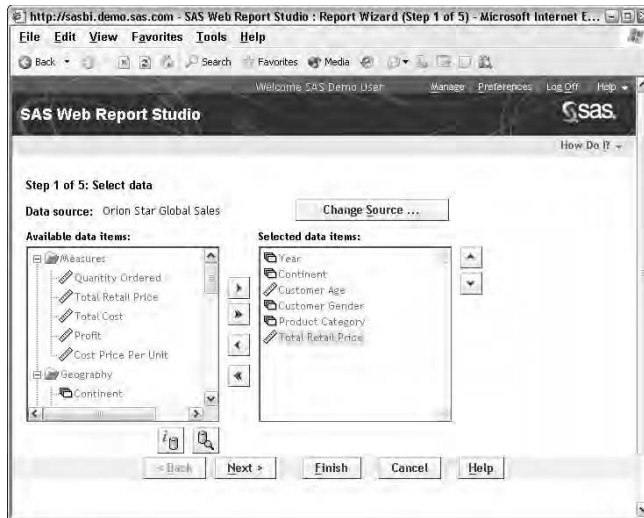 http://sasbi.demo.sas.com - SAS Web Report Studio : Report Wizard (Step 1 of 5) - Microsoft Internet E...
File Edit View Favorites Tools Help
Back Search Favorites Media
Welcome SAS Demo User Manage Preferences Log Off Help
SAS Web Report Studio
sas.
How Do I?
Step 1 of 5: Select data
Data source: Orion Star Global Sales
Change Source ...
Available data items:
Selected data items:
Measures
Quantity Ordered
Total Retail Price
Total Cost
Profit
Cost Price Per Unit
Geography
Continent
Year
Continent
Customer Age
Customer Gender
Product Category
Total Retail Price
< Back Next > Finish Cancel Help